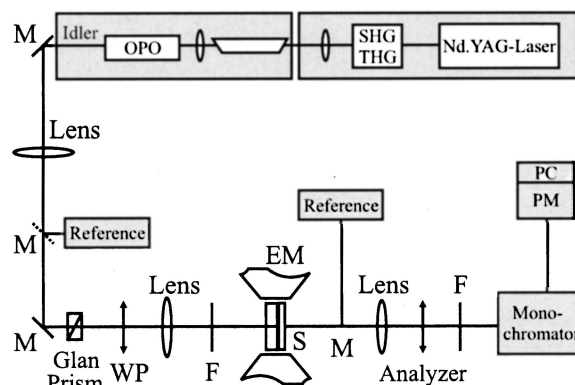 M
Idler
OPO
SHG
THG
Nd.YAG-Laser
Lens
M
Reference
Reference
PC
PM
EM
Lens
Lens
F
M
Glan
Prism
WP
F
S
M
Analyzer
Mono-
chromator